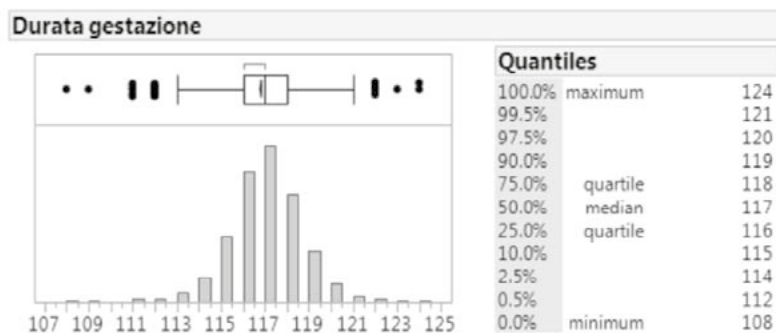 Durata gestazione
Quantiles
100.0% maximum 124
99.5% 121
97.5% 120
90.0% 119
75.0% quartile 118
50.0% median 117
25.0% quartile 116
10.0% 115
2.5% 114
0.5% 112
0.0% minimum 108
107 109 111 113 115 117 119 121 123 125